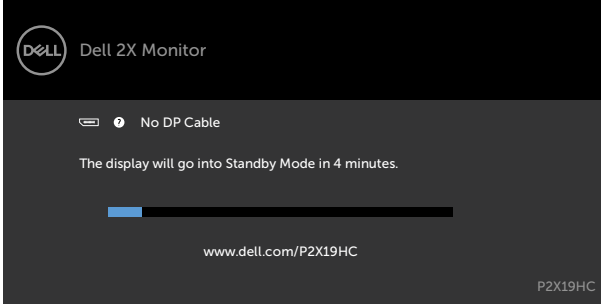 DELL
Dell 2X Monitor
? No DP Cable
The display will go into Standby Mode in 4 minutes.
www.dell.com/P2X19HC
P2X19HC